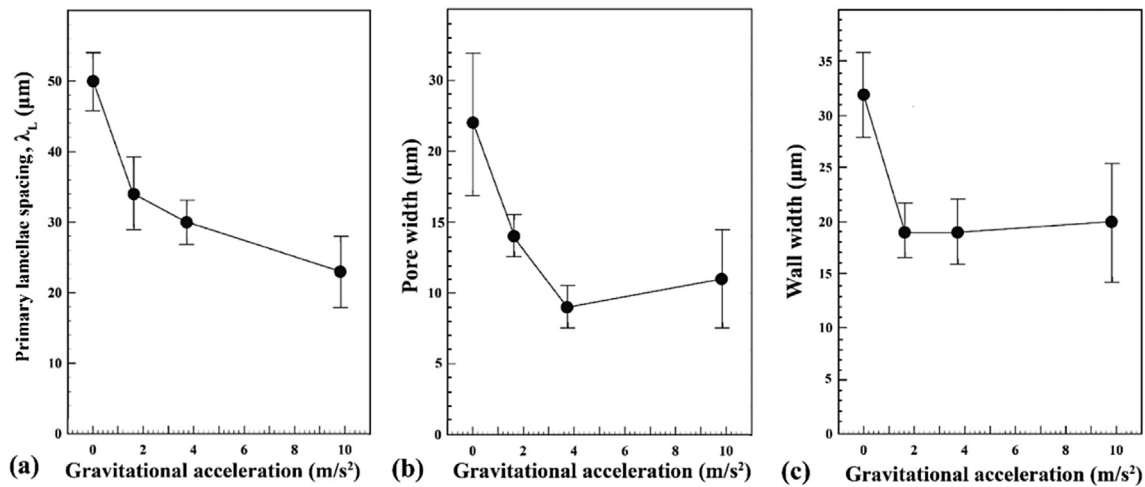 Primary lamellae spacing, λL (μm)
50
40
30
20
10
0
0 2 4 6 8 10
(a) Gravitational acceleration (m/s²)
Pore width (μm)
30
20
15
10
5
0
0 2 4 6 8 10
(b) Gravitational acceleration (m/s²)
Wall width (μm)
35
30
25
20
15
10
5
0
0 2 4 6 8 10
(c) Gravitational acceleration (m/s²)